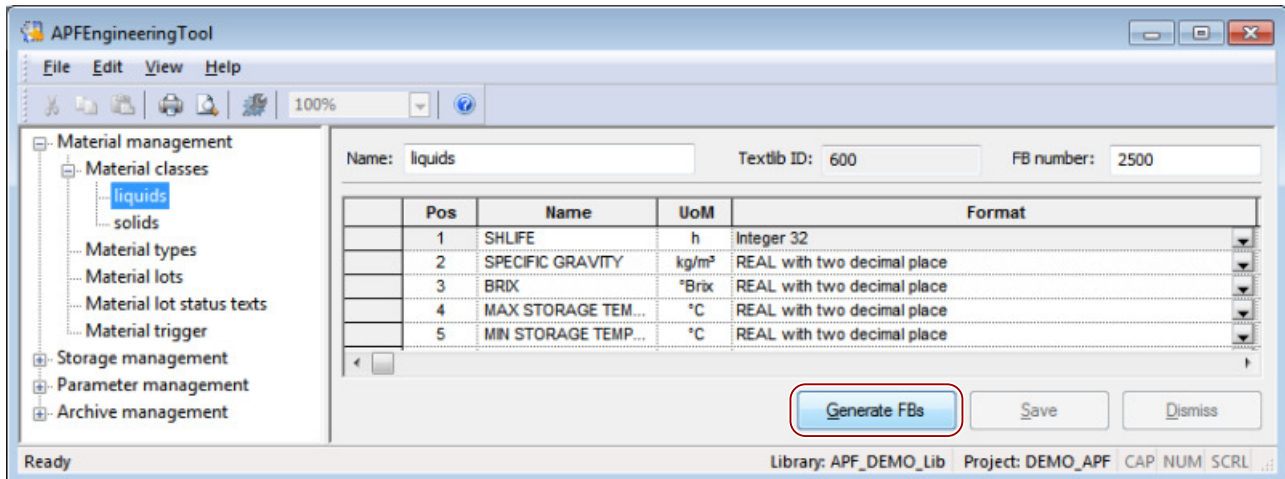 APFEngineeringTool
File Edit View Help
100%
Material management
Material classes
liquids
solids
Material types
Material lots
Material lot status texts
Material trigger
Storage management
Parameter management
Archive management
Name: liquids Textlib ID: 600 FB number: 2500
Pos Name UoM Format
1 SHLIFE h Integer 32
2 SPECIFIC GRAVITY kg/m³ REAL with two decimal place
3 BRIX °Brix REAL with two decimal place
4 MAX STORAGE TEM... °C REAL with two decimal place
5 MIN STORAGE TEMP... °C REAL with two decimal place
Generate FBs Save Dismiss
Ready Library: APF_DEMO_Lib Project: DEMO_APF CAP NUM SCRL